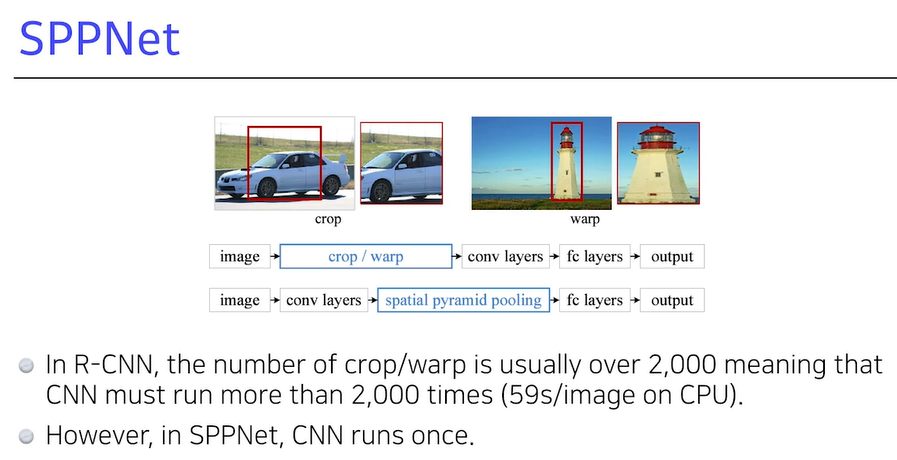 SPPNet
crop
warp
image crop / warp conv layers fc layers output
image conv layers spatial pyramid pooling fc layers output
In R-CNN, the number of crop/warp is usually over 2,000 meaning that
CNN must run more than 2,000 times (59s/image on CPU).
However, in SPPNet, CNN runs once.